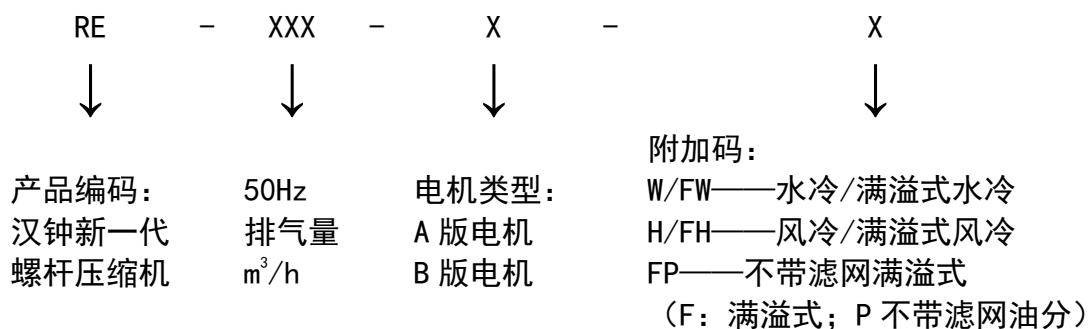 RE - XXX - X - X
附加码：
产品编码： 50Hz 电机类型： W/FW——水冷/满溢式水冷
汉钟新一代 排气量 A 版电机 H/FH——风冷/满溢式风冷
螺杆压缩机 m³/h B 版电机 FP——不带滤网满溢式
（F：满溢式；P 不带滤网油分）